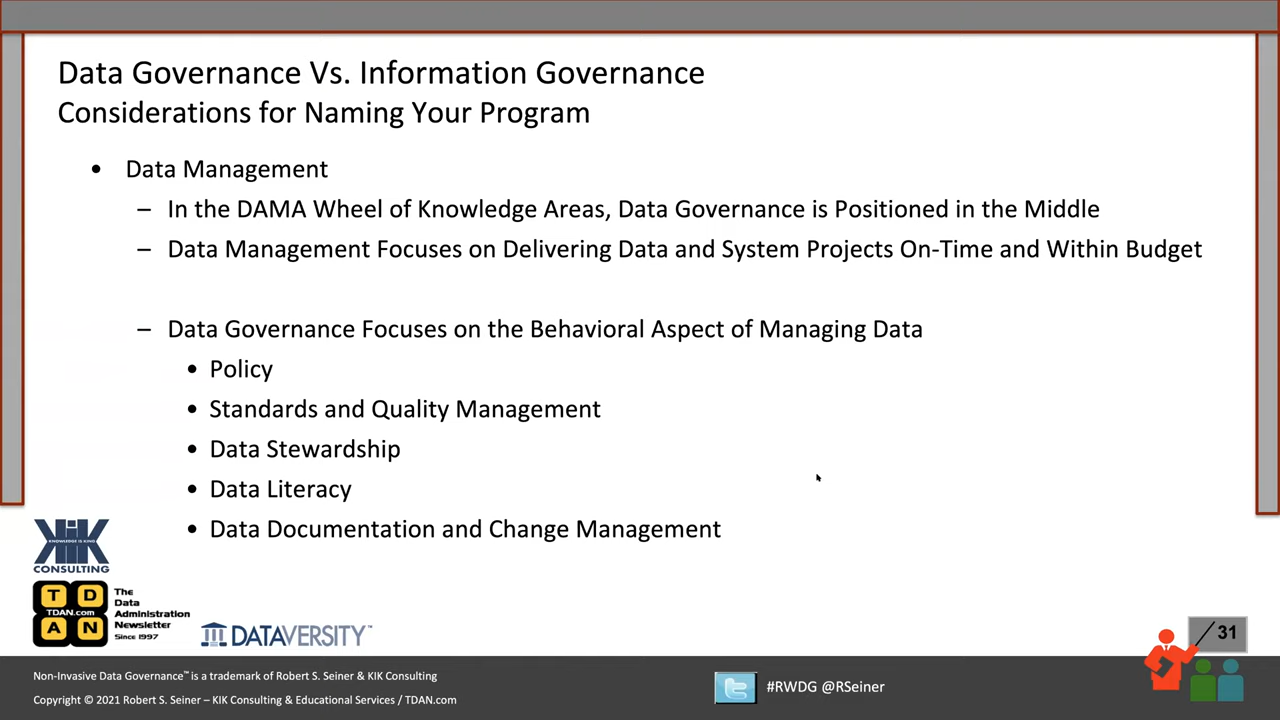 Data Governance Vs. Information Governance
Considerations for Naming Your Program
• Data Management
– In the DAMA Wheel of Knowledge Areas, Data Governance is Positioned in the Middle
– Data Management Focuses on Delivering Data and System Projects On-Time and Within Budget
– Data Governance Focuses on the Behavioral Aspect of Managing Data
• Policy
• Standards and Quality Management
• Data Stewardship
• Data Literacy
• Data Documentation and Change Management
KIK
KNOWLEDGE IS KING
CONSULTING
T D
TDAN.com
A N
The
Data
Administration
Newsletter
Since 1997
DATAVERSITY™
31
Non-Invasive Data Governance™ is a trademark of Robert S. Seiner & KIK Consulting
Copyright © 2021 Robert S. Seiner – KIK Consulting & Educational Services / TDAN.com
#RWDG @RSeiner